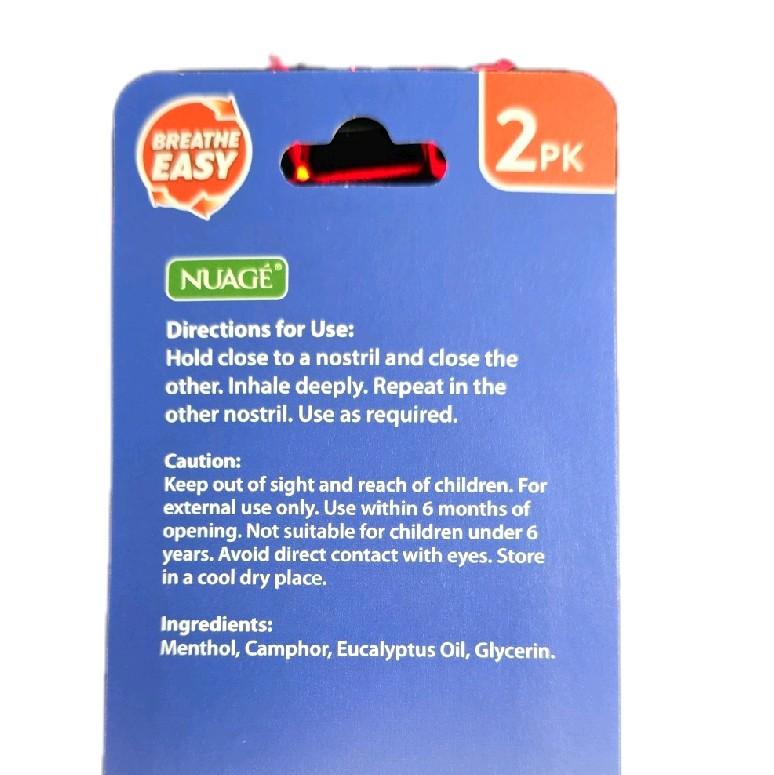 BREATHE
EASY
2PK
NUAGÉ®
Directions for Use:
Hold close to a nostril and close the
other. Inhale deeply. Repeat in the
other nostril. Use as required.
Caution:
Keep out of sight and reach of children. For
external use only. Use within 6 months of
opening. Not suitable for children under 6
years. Avoid direct contact with eyes. Store
in a cool dry place.
Ingredients:
Menthol, Camphor, Eucalyptus Oil, Glycerin.